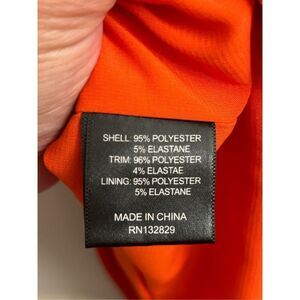 SHELL: 95% POLYESTER
5% ELASTANE
TRIM: 96% POLYESTER
4% ELASTAE
LINING: 95% POLYESTER
5% ELASTANE
MADE IN CHINA
RN132829